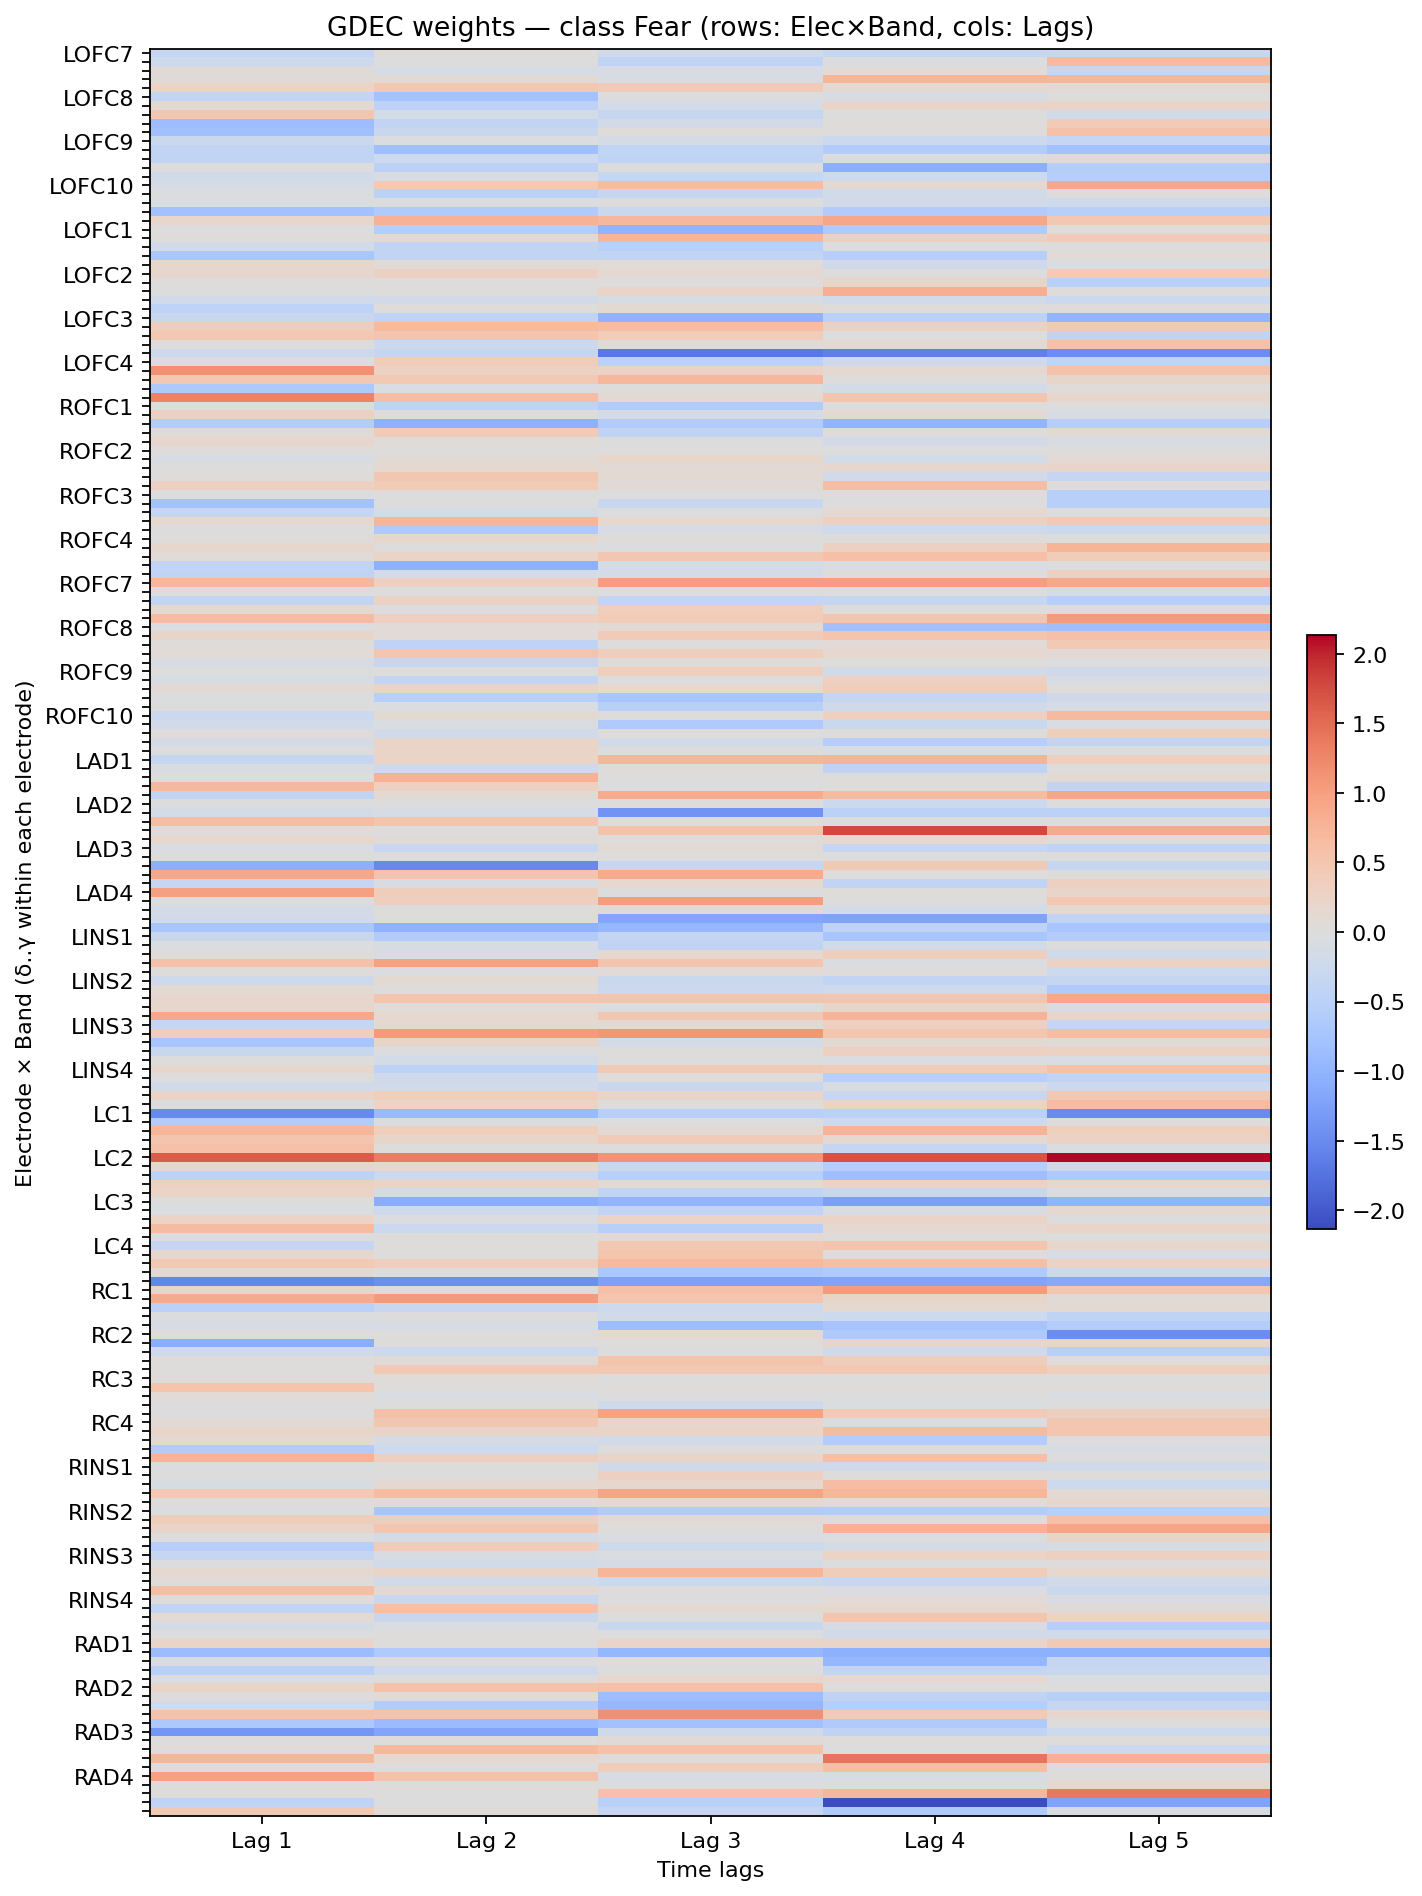 GDEC weights — class Fear (rows: Elec×Band, cols: Lags)
LOFC7
LOFC8
LOFC9
LOFC10
LOFC1
LOFC2
LOFC3
LOFC4
ROFC1
ROFC2
ROFC3
ROFC4
ROFC7
ROFC8
ROFC9
ROFC10
LAD1
LAD2
LAD3
LAD4
LINS1
LINS2
LINS3
LINS4
LC1
LC2
LC3
LC4
RC1
RC2
RC3
RC4
RINS1
RINS2
RINS3
RINS4
RAD1
RAD2
RAD3
RAD4
Electrode × Band (δ..γ within each electrode)
Lag 1
Lag 2
Lag 3
Lag 4
Lag 5
Time lags
2.0
1.5
1.0
0.5
0.0
−0.5
−1.0
−1.5
−2.0